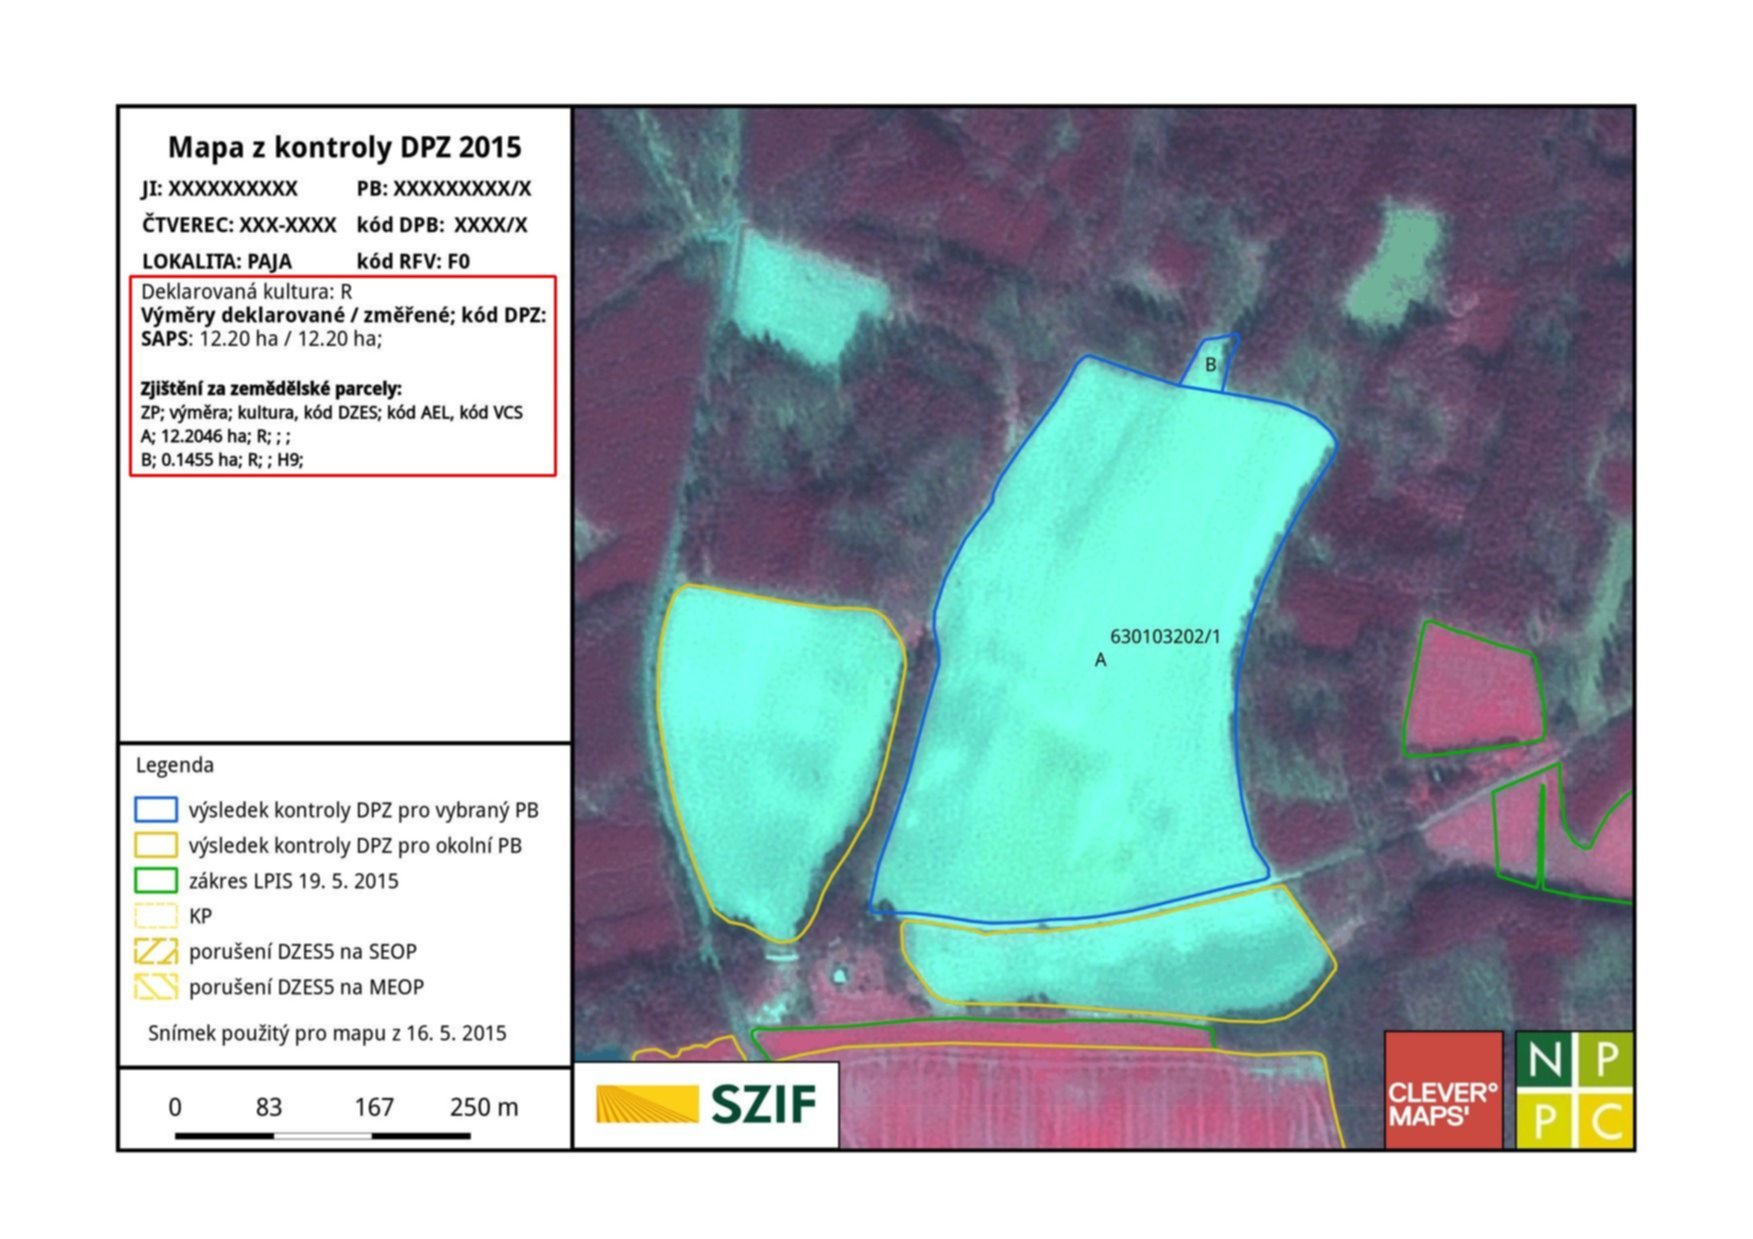 Mapa z kontroly DPZ 2015
JI: XXXXXXXXXX PB: XXXXXXXXX/X
ČTVEREC: XXX-XXXX kód DPB: XXXX/X
LOKALITA: PAJA kód RFV: F0
Deklarovaná kultura: R
Výměry deklarované / změřené; kód DPZ:
SAPS: 12.20 ha / 12.20 ha;
Zjištění za zemědělské parcely:
ZP; výměra; kultura, kód DZES; kód AEL, kód VCS
A; 12.2046 ha; R; ; ;
B; 0.1455 ha; R; ; H9;
B
630103202/1
A
Legenda
výsledek kontroly DPZ pro vybraný PB
výsledek kontroly DPZ pro okolní PB
zákres LPIS 19. 5. 2015
KP
porušení DZES5 na SEOP
porušení DZES5 na MEOP
Snímek použitý pro mapu z 16. 5. 2015
0 83 167 250 m
SZIF
CLEVER°
MAPS'
N P
P C